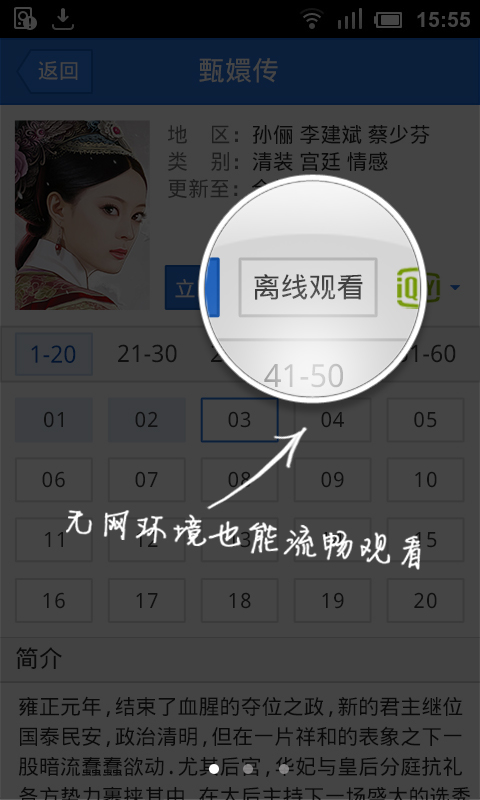 15:55
返回
甄嬛传
地 区：孙俪 李建斌 蔡少芬
类 别：清装 宫廷 情感
更新至：
立
离线观看
1-20 21-30 41-50 1-60
01 02 03 04 05
06 07 08 09 10
无网环境也能流畅观看
11 12 13 15
16 17 18 19 20
简介
雍正元年,结束了血腥的夺位之政,新的君主继位
国泰民安,政治清明,但在一片祥和的表象之下一
股暗流蠢蠢欲动.尤其后宫,华妃与皇后分庭抗礼
各方势力裹挟其中,在太后主持下一场盛大的选秀